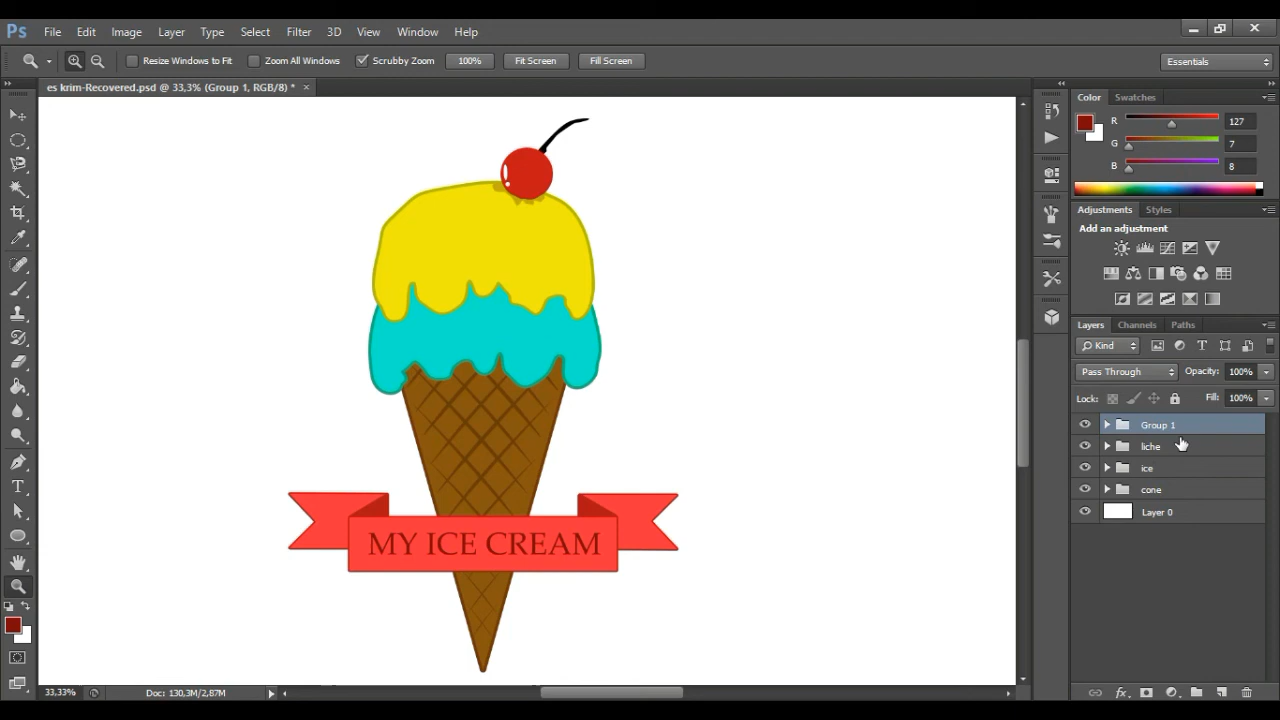 Ps File Edit Image Layer Type Select Filter 3D View Window Help
Resize Windows to Fit Zoom All Windows Scrubby Zoom 100% Fit Screen Fill Screen Essentials
es krim-Recovered.psd @ 33,3% (Group 1, RGB/8) * ×
Color Swatches
R 127
G 7
B 8
Adjustments Styles
Add an adjustment
Layers Channels Paths
Kind
Pass Through Opacity: 100%
Lock: Fill: 100%
Group 1
liche
ice
cone
Layer 0
MY ICE CREAM
33,33% Doc: 130,3M/2,87M